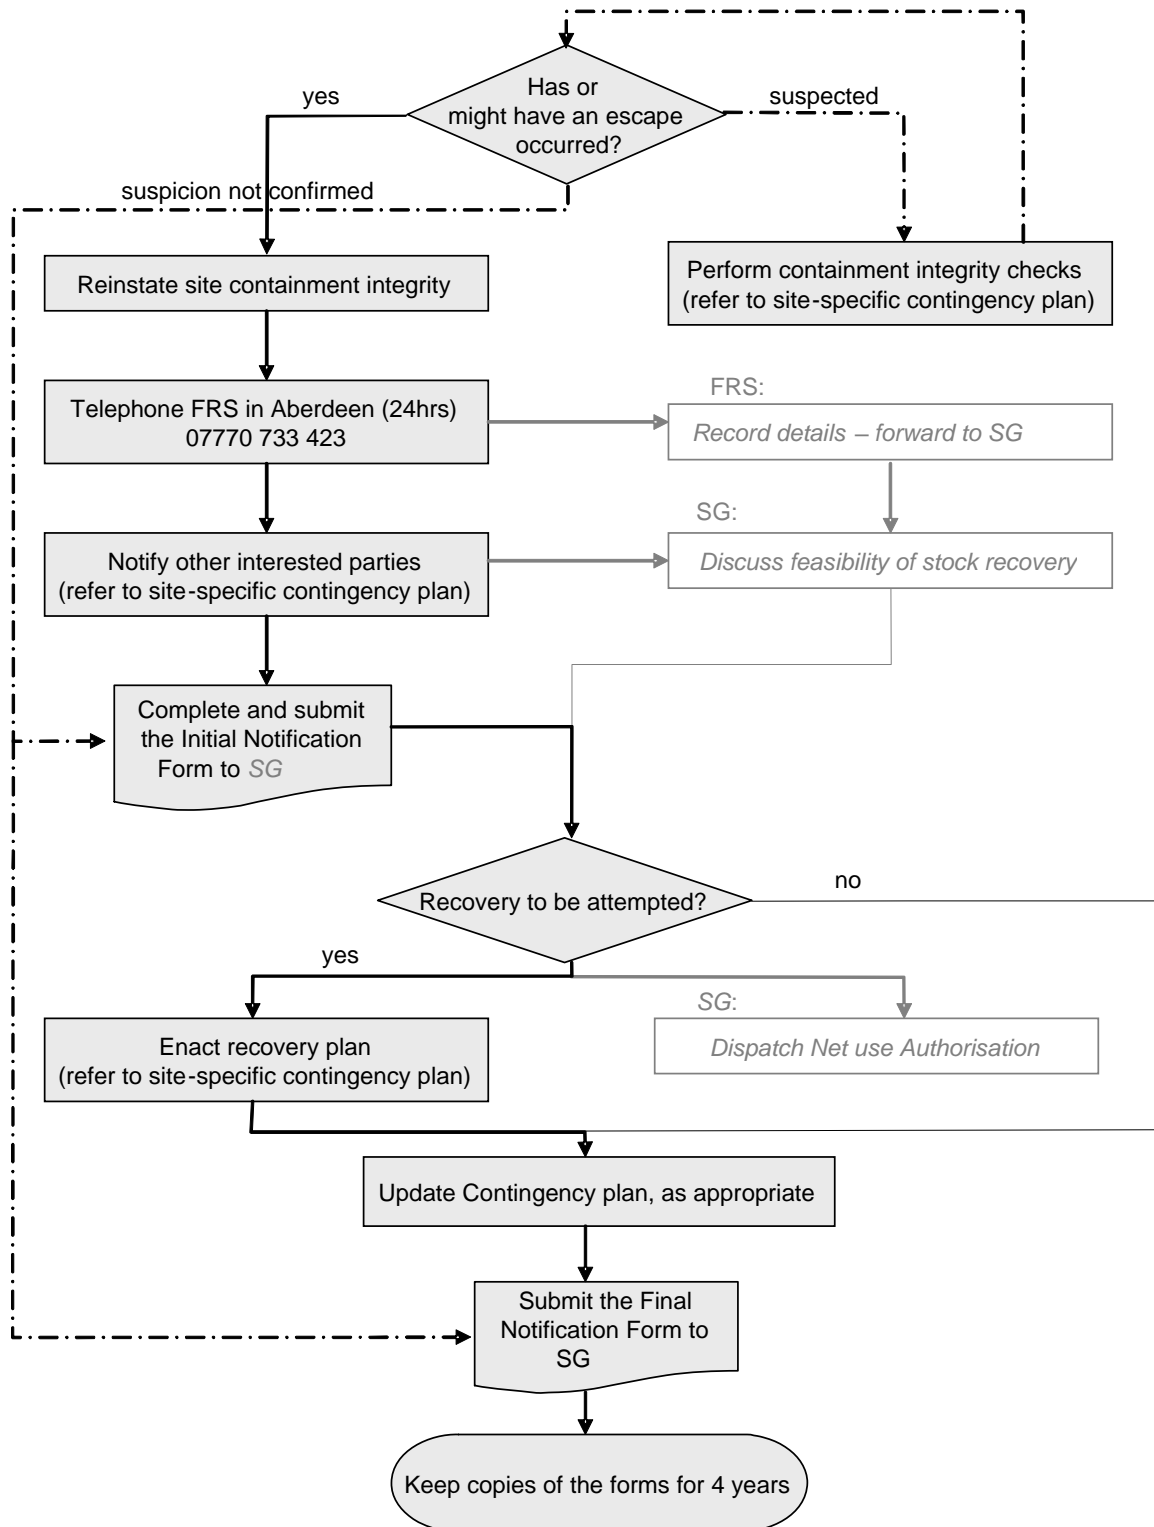 Has or
might have an escape
occurred?
yes
suspected
suspicion not confirmed
Reinstate site containment integrity
Perform containment integrity checks
(refer to site-specific contingency plan)
Telephone FRS in Aberdeen (24hrs)
07770 733 423
FRS:
Record details – forward to SG
Notify other interested parties
(refer to site-specific contingency plan)
SG:
Discuss feasibility of stock recovery
Complete and submit
the Initial Notification
Form to SG
Recovery to be attempted?
no
yes
Enact recovery plan
(refer to site-specific contingency plan)
SG:
Dispatch Net use Authorisation
Update Contingency plan, as appropriate
Submit the Final
Notification Form to
SG
Keep copies of the forms for 4 years